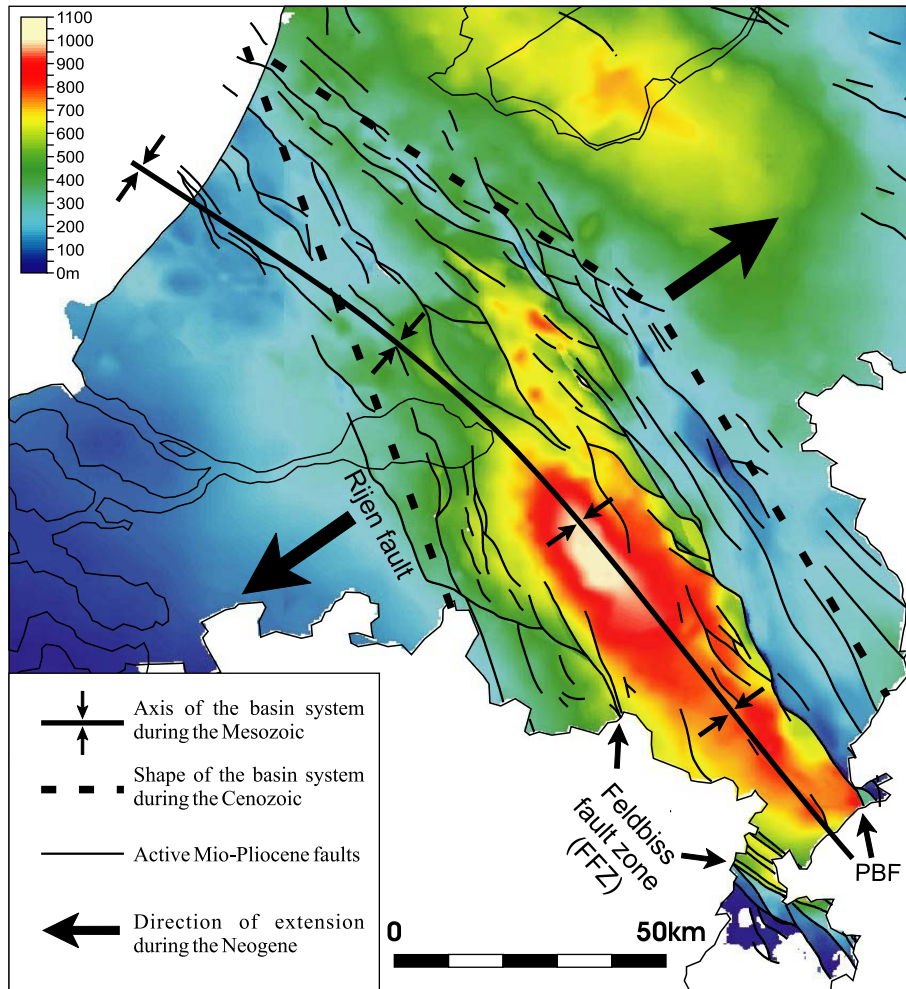 1100
1000
900
800
700
600
500
400
300
200
100
0m
Rijen fault
Feldbiss
fault zone
(FFZ)
PBF
Axis of the basin system
during the Mesozoic
Shape of the basin system
during the Cenozoic
Active Mio-Pliocene faults
Direction of extension
during the Neogene
0
50km